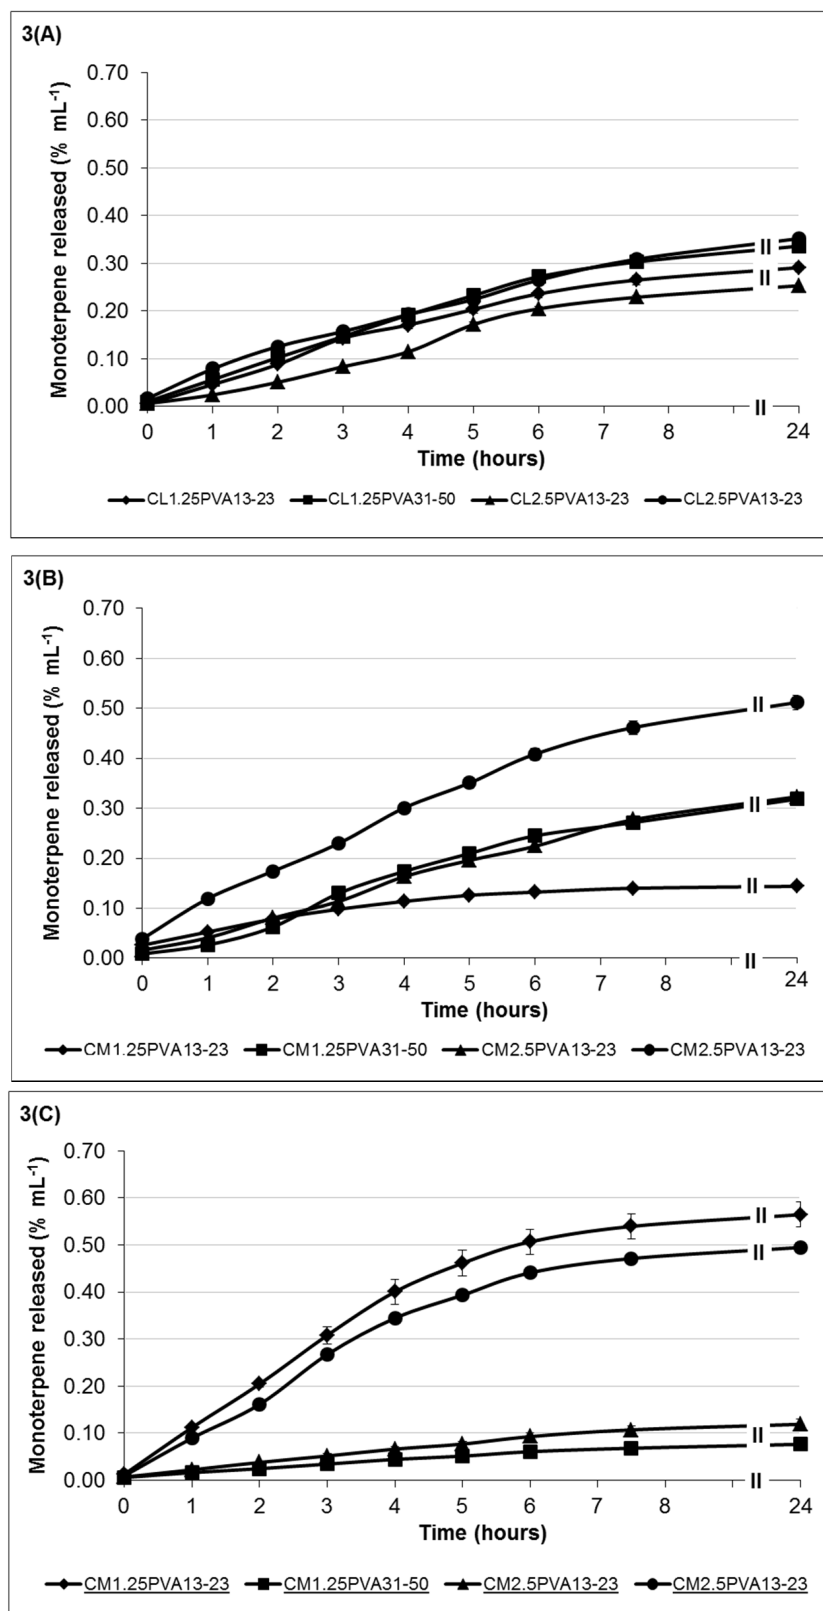 3(A)
Monoterpene released (% mL⁻¹)
0.70
0.60
0.50
0.40
0.30
0.20
0.10
0.00
0 1 2 3 4 5 6 7 8 24
Time (hours)
CL1.25PVA13-23 CL1.25PVA31-50 CL2.5PVA13-23 CL2.5PVA13-23
3(B)
Monoterpene released (% mL⁻¹)
0.70
0.60
0.50
0.40
0.30
0.20
0.10
0.00
0 1 2 3 4 5 6 7 8 24
Time (hours)
CM1.25PVA13-23 CM1.25PVA31-50 CM2.5PVA13-23 CM2.5PVA13-23
3(C)
Monoterpene released (% mL⁻¹)
0.70
0.60
0.50
0.40
0.30
0.20
0.10
0.00
0 1 2 3 4 5 6 7 8 24
Time (hours)
CM1.25PVA13-23 CM1.25PVA31-50 CM2.5PVA13-23 CM2.5PVA13-23